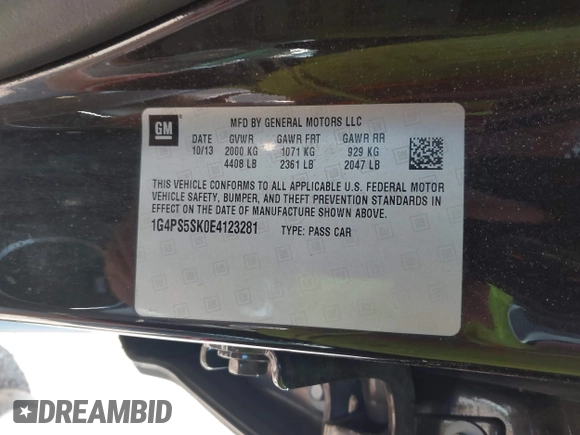 GM
MFD BY GENERAL MOTORS LLC
DATE GVWR GAWR FRT GAWR RR
10/13 2000 KG 1071 KG 929 KG
4408 LB 2361 LB 2047 LB
THIS VEHICLE CONFORMS TO ALL APPLICABLE U.S. FEDERAL MOTOR
VEHICLE SAFETY, BUMPER, AND THEFT PREVENTION STANDARDS IN
EFFECT ON THE DATE OF MANUFACTURE SHOWN ABOVE.
1G4PS5SK0E4123281 TYPE: PASS CAR
DREAMBID